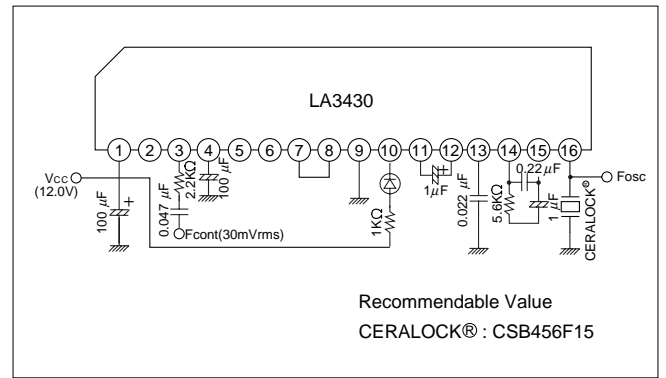 LA3430
1 2 3 4 5 6 7 8 9 10 11 12 13 14 15 16
VCC
(12.0V)
100 μF
+
2.2KΩ
0.047 μF
Fcont(30mVrms)
100 μF
1KΩ
+
1μF
0.022 μF
0.22μF
5.6KΩ
1 μF
CERALOCK®
Fosc
Recommendable Value
CERALOCK® : CSB456F15